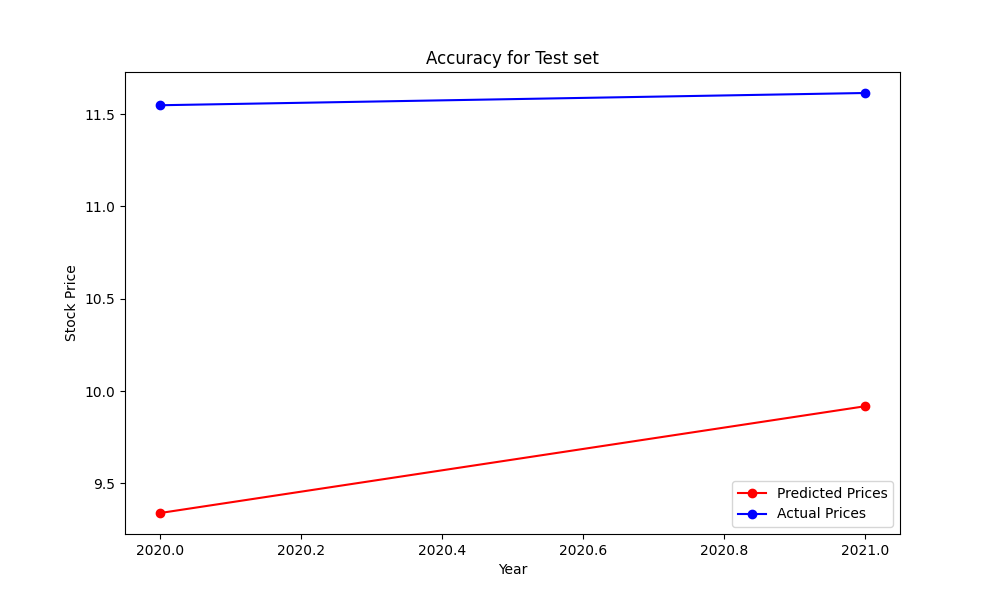 Accuracy for Test set
Stock Price
11.5
11.0
10.5
10.0
9.5
2020.0 2020.2 2020.4 2020.6 2020.8 2021.0
Year
Predicted Prices
Actual Prices